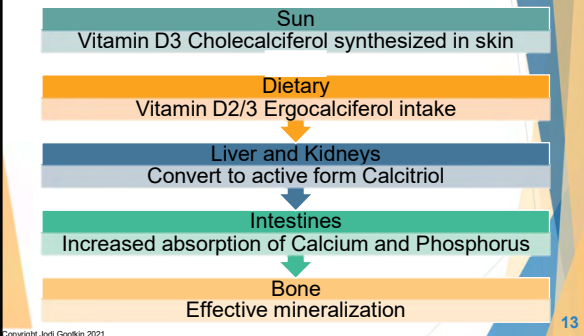 Sun
Vitamin D3 Cholecalciferol synthesized in skin
Dietary
Vitamin D2/3 Ergocalciferol intake
Liver and Kidneys
Convert to active form Calcitriol
Intestines
Increased absorption of Calcium and Phosphorus
Bone
Effective mineralization
Copyright Jodi Gootkin 2021
13